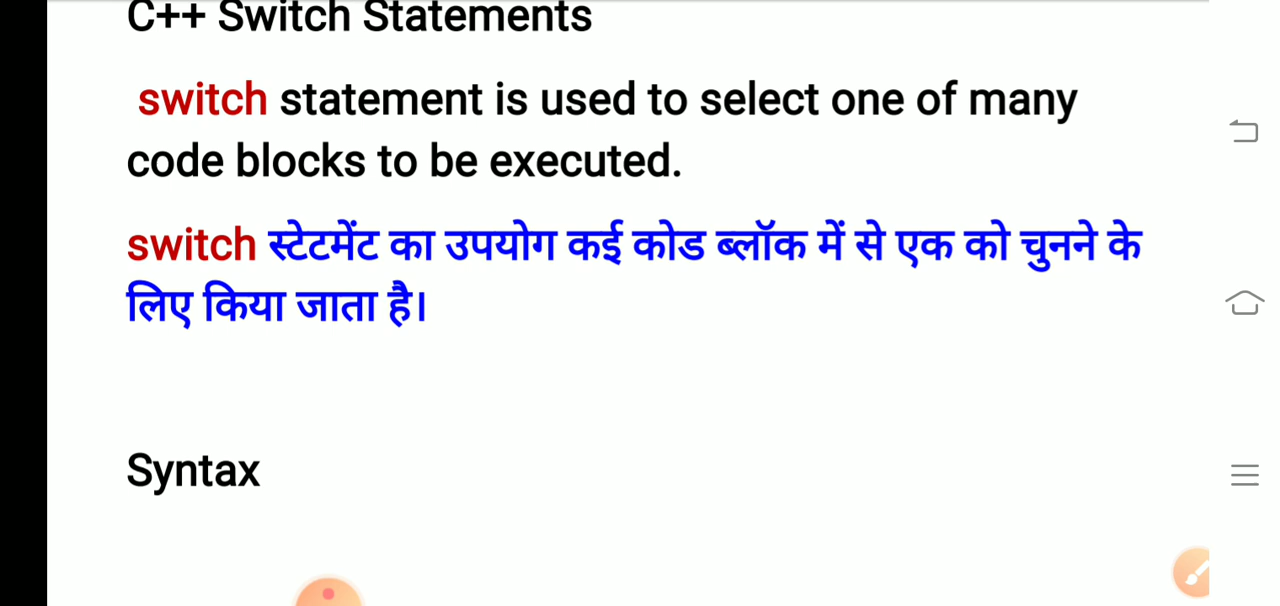 C++ Switch Statements
switch statement is used to select one of many
code blocks to be executed.
switch स्टेटमेंट का उपयोग कई कोड ब्लॉक में से एक को चुनने के
लिए किया जाता है।
Syntax